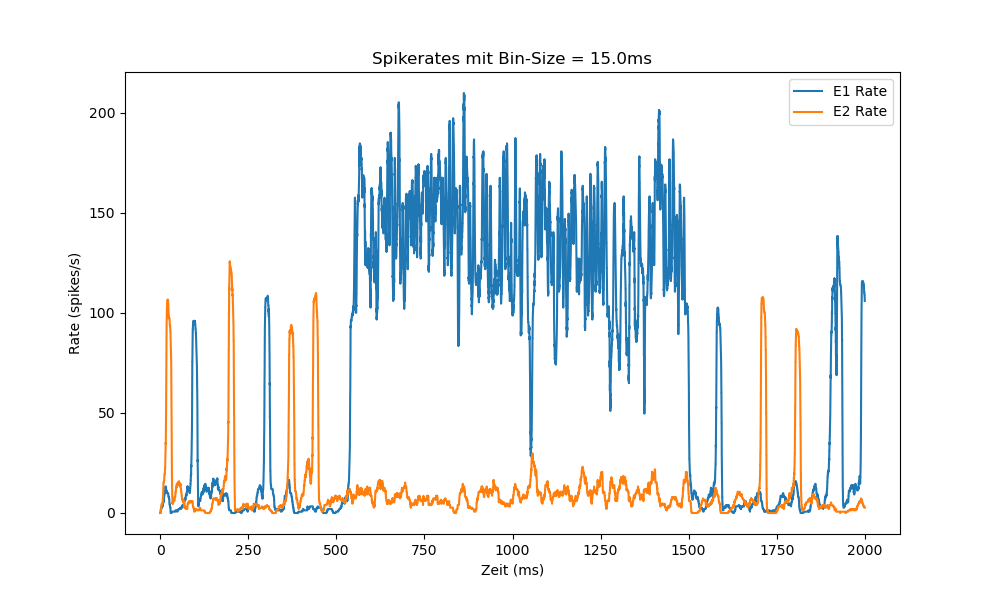 Spikerates mit Bin-Size = 15.0ms
E1 Rate
E2 Rate
Rate (spikes/s)
200
150
100
50
0
0 250 500 750 1000 1250 1500 1750 2000
Zeit (ms)